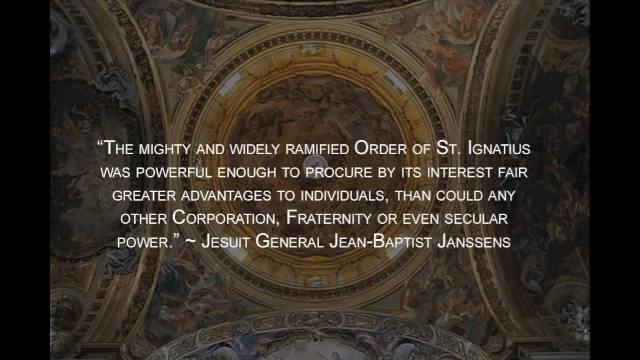 “The mighty and widely ramified Order of St. Ignatius
was powerful enough to procure by its interest fair
greater advantages to individuals, than could any
other Corporation, Fraternity or even secular
power.” ~ Jesuit General Jean-Baptist Janssens